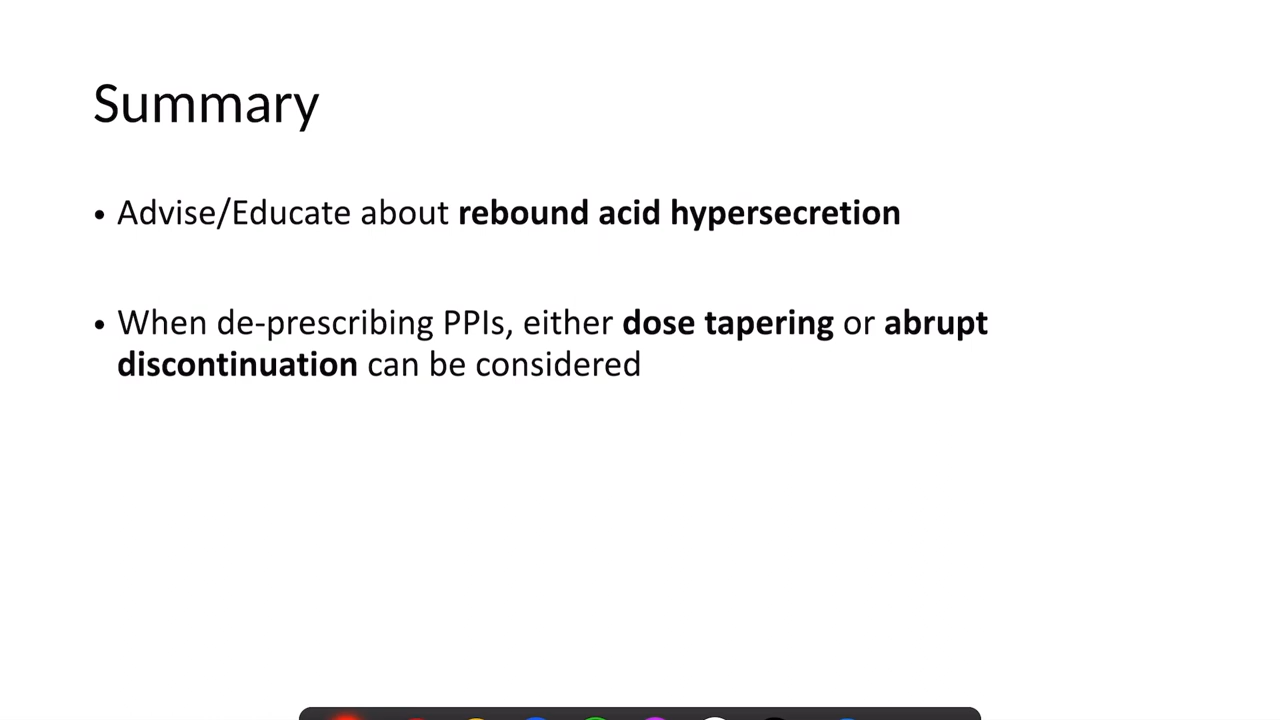 Summary
• Advise/Educate about rebound acid hypersecretion
• When de-prescribing PPIs, either dose tapering or abrupt
discontinuation can be considered